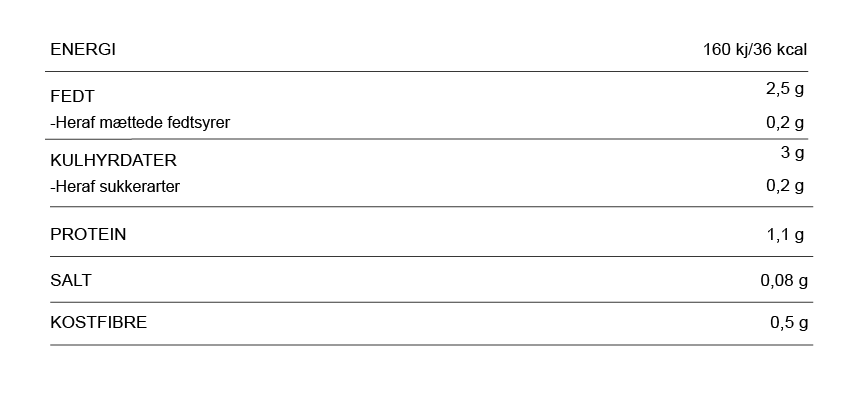 ENERGI 160 kj/36 kcal
FEDT 2,5 g
-Heraf mættede fedtsyrer 0,2 g
KULHYRDATER 3 g
-Heraf sukkerarter 0,2 g
PROTEIN 1,1 g
SALT 0,08 g
KOSTFIBRE 0,5 g